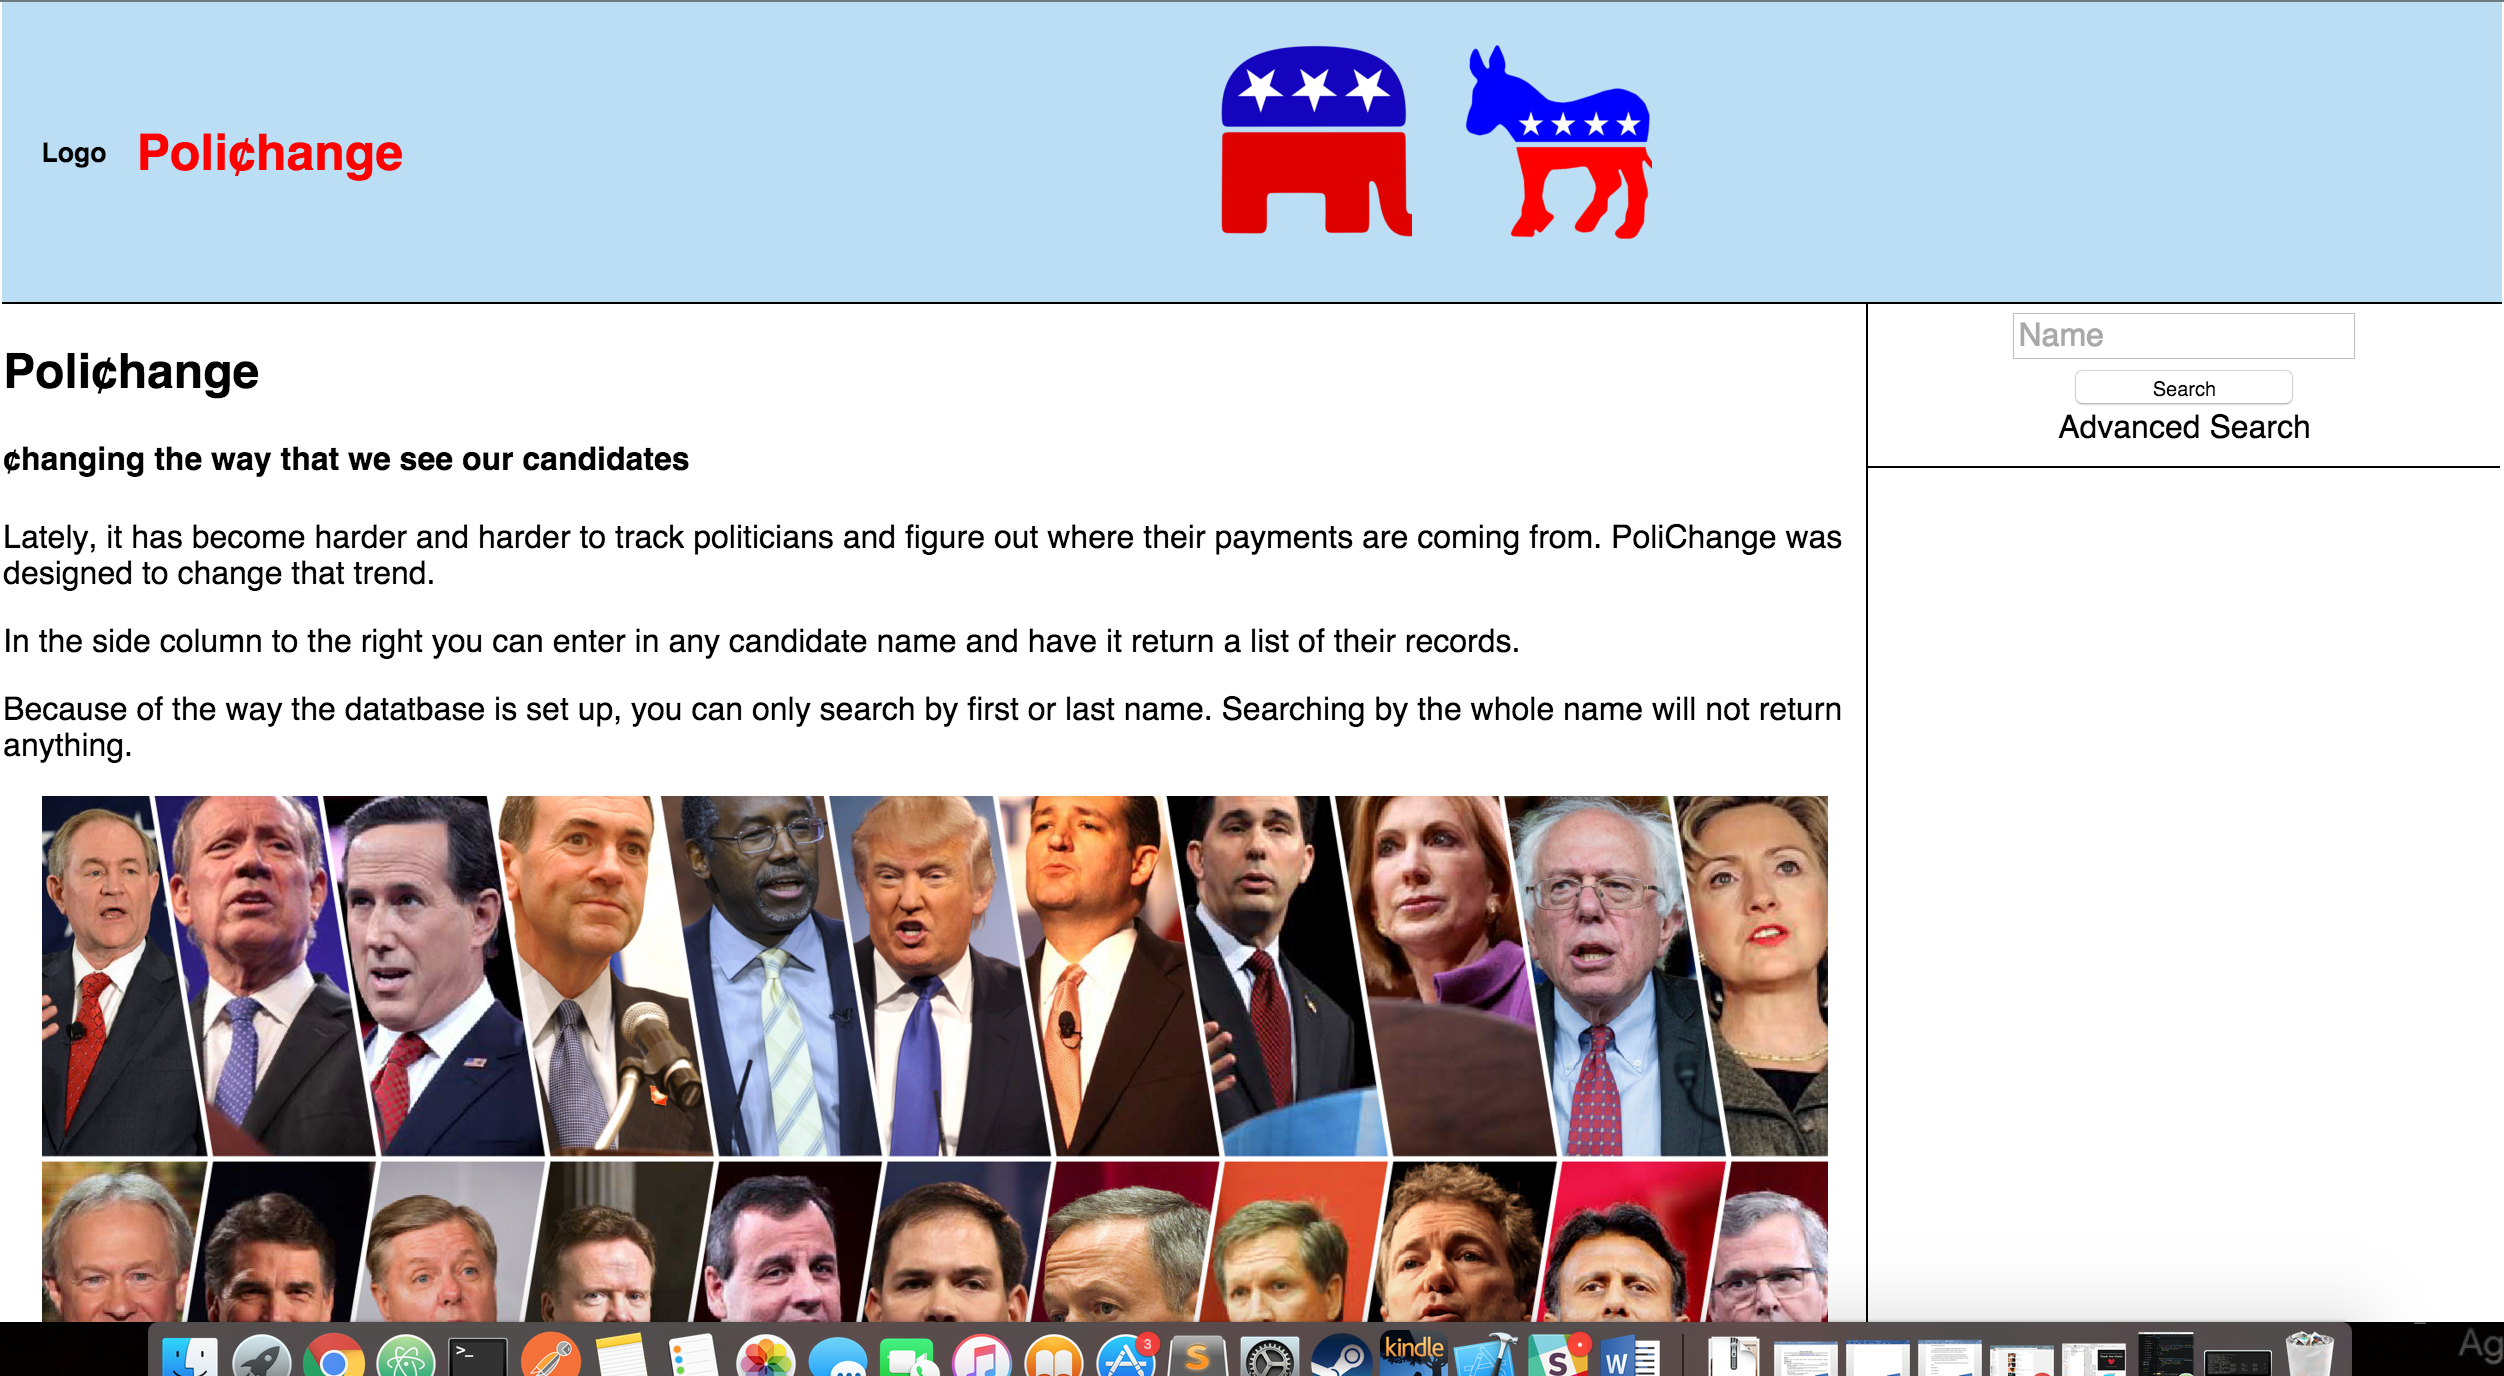 Logo
Poli¢hange
Poli¢hange
¢hanging the way that we see our candidates
Lately, it has become harder and harder to track politicians and figure out where their payments are coming from. PoliChange was
designed to change that trend.
In the side column to the right you can enter in any candidate name and have it return a list of their records.
Because of the way the datatbase is set up, you can only search by first or last name. Searching by the whole name will not return
anything.
Name
Search
Advanced Search
>_
3
S
kindle
S
W
Ag